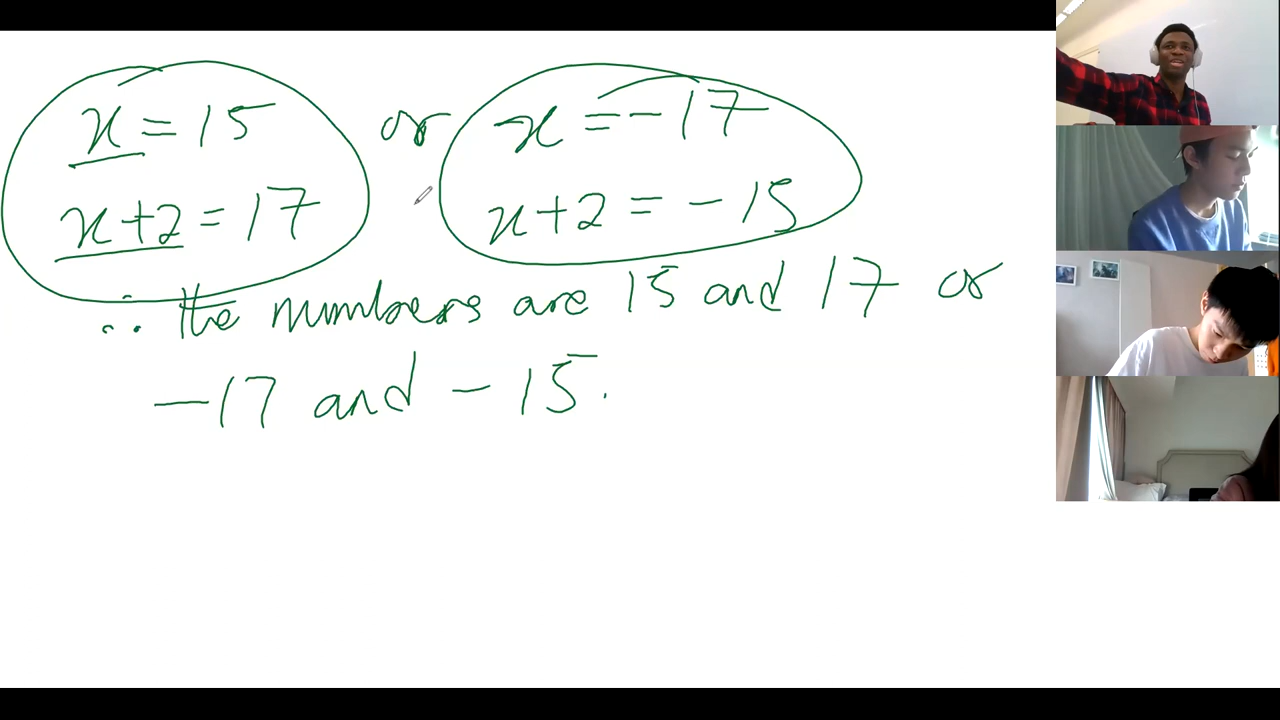 x = 15 or x = -17
x+2 = 17 x+2 = -15
∴ the numbers are 15 and 17 or
-17 and -15.